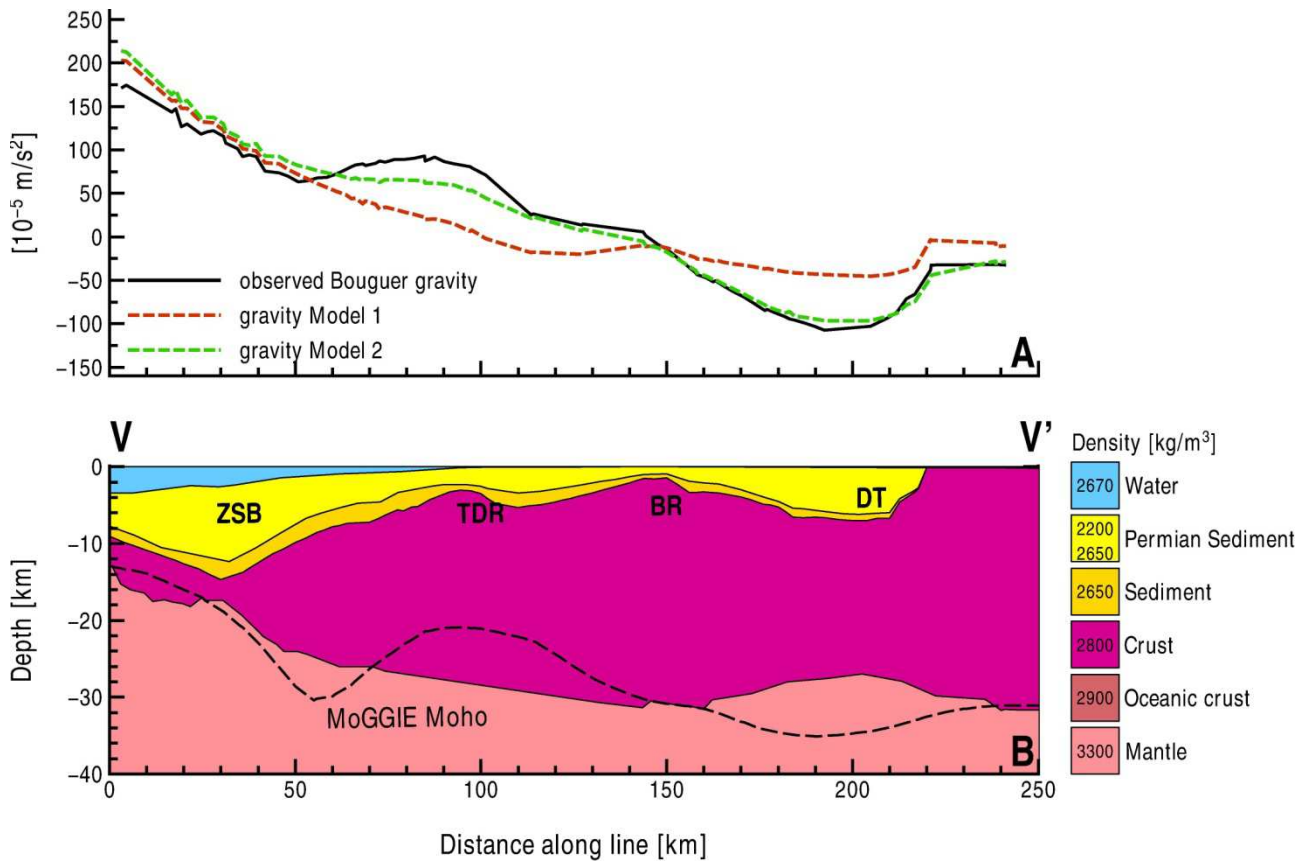 250
200
150
100
50
0
−50
−100
−150
[10⁻⁵ m/s²]
observed Bouguer gravity
gravity Model 1
gravity Model 2
A
V
V’
0
−10
−20
−30
−40
Depth [km]
ZSB
TDR
BR
DT
MoGGIE Moho
B
0
50
100
150
200
250
Distance along line [km]
Density [kg/m³]
2670 Water
2200
2650 Permian Sediment
2650 Sediment
2800 Crust
2900 Oceanic crust
3300 Mantle